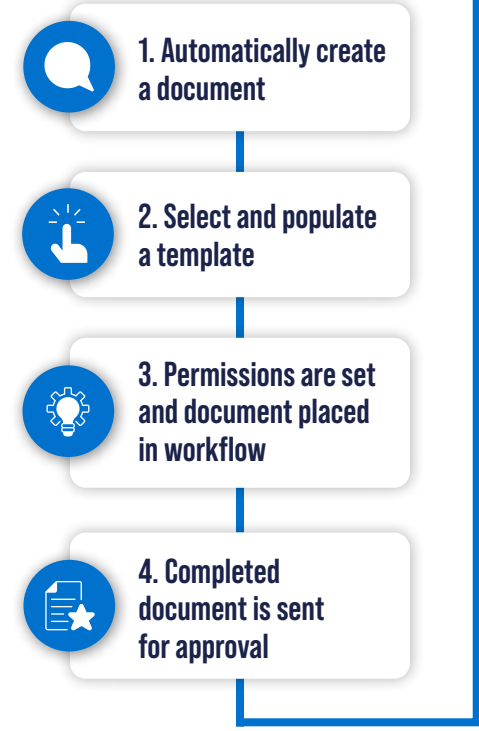 1. Automatically create
a document
2. Select and populate
a template
3. Permissions are set
and document placed
in workflow
4. Completed
document is sent
for approval